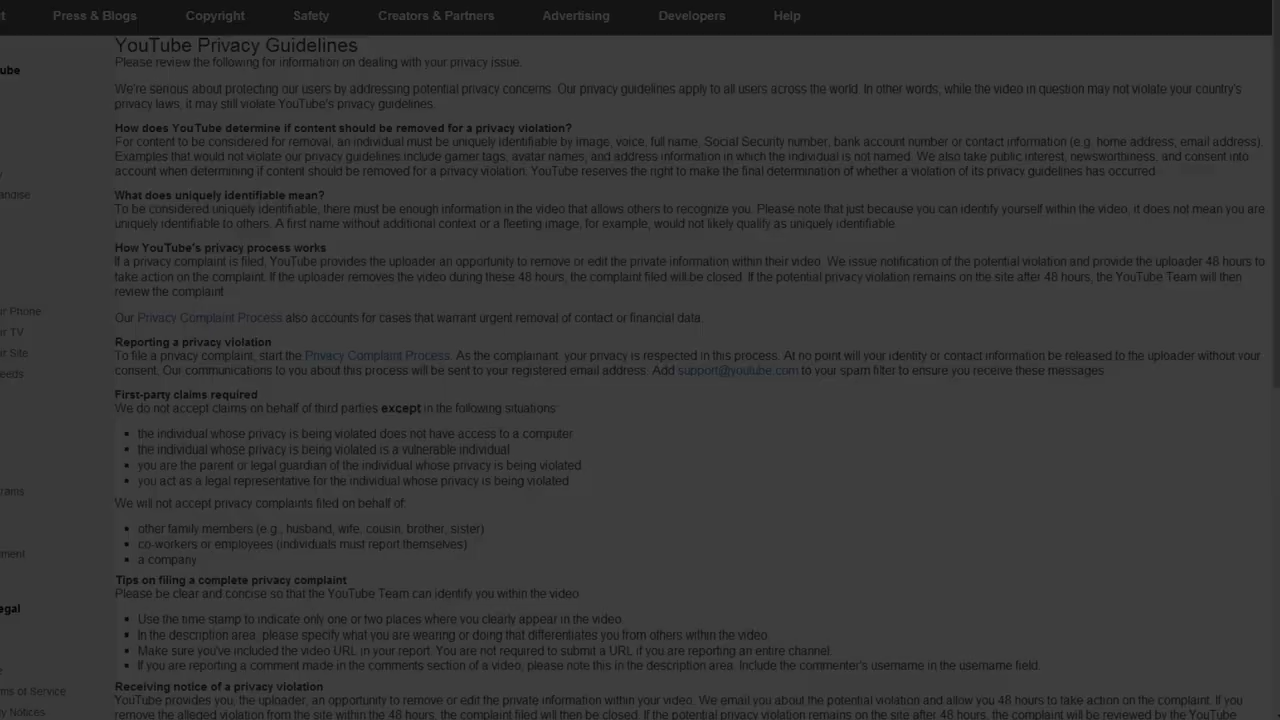 t Press & Blogs Copyright Safety Creators & Partners Advertising Developers Help
YouTube Privacy Guidelines
Please review the following for information on dealing with your privacy issue.
ube
We're serious about protecting our users by addressing potential privacy concerns. Our privacy guidelines apply to all users across the world. In other words, while the video in question may not violate your country's
privacy laws, it may still violate YouTube's privacy guidelines.
How does YouTube determine if content should be removed for a privacy violation?
For content to be considered for removal, an individual must be uniquely identifiable by image, voice, full name, Social Security number, bank account number or contact information (e.g. home address, email address).
Examples that would not violate our privacy guidelines include gamer tags, avatar names, and address information in which the individual is not named. We also take public interest, newsworthiness, and consent into
account when determining if content should be removed for a privacy violation. YouTube reserves the right to make the final determination of whether a violation of its privacy guidelines has occurred.
y
andise
What does uniquely identifiable mean?
To be considered uniquely identifiable, there must be enough information in the video that allows others to recognize you. Please note that just because you can identify yourself within the video, it does not mean you are
uniquely identifiable to others. A first name without additional context or a fleeting image, for example, would not likely qualify as uniquely identifiable.
How YouTube's privacy process works
If a privacy complaint is filed, YouTube provides the uploader an opportunity to remove or edit the private information within their video. We issue notification of the potential violation and provide the uploader 48 hours to
take action on the complaint. If the uploader removes the video during these 48 hours, the complaint filed will be closed. If the potential privacy violation remains on the site after 48 hours, the YouTube Team will then
review the complaint.
ur Phone
Our Privacy Complaint Process also accounts for cases that warrant urgent removal of contact or financial data.
ur TV
Reporting a privacy violation
ur Site
To file a privacy complaint, start the Privacy Complaint Process. As the complainant, your privacy is respected in this process. At no point will your identity or contact information be released to the uploader without your
consent. Our communications to you about this process will be sent to your registered email address. Add support@youtube.com to your spam filter to ensure you receive these messages.
eeds
First-party claims required
We do not accept claims on behalf of third parties except in the following situations:
the individual whose privacy is being violated does not have access to a computer
the individual whose privacy is being violated is a vulnerable individual
you are the parent or legal guardian of the individual whose privacy is being violated
you act as a legal representative for the individual whose privacy is being violated
rams
We will not accept privacy complaints filed on behalf of:
other family members (e.g., husband, wife, cousin, brother, sister)
co-workers or employees (individuals must report themselves)
ment
a company
Tips on filing a complete privacy complaint
Please be clear and concise so that the YouTube Team can identify you within the video
egal
Use the time stamp to indicate only one or two places where you clearly appear in the video.
In the description area, please specify what you are wearing or doing that differentiates you from others within the video.
Make sure you've included the video URL in your report. You are not required to submit a URL if you are reporting an entire channel.
If you are reporting a comment made in the comments section of a video, please note this in the description area. Include the commenter's username in the username field.
e
Receiving notice of a privacy violation
ms of Service
YouTube provides you, the uploader, an opportunity to remove or edit the private information within your video. We email you about the potential violation and allow you 48 hours to take action on the complaint. If you
y Notices
remove the alleged violation from the site within the 48 hours, the complaint filed will then be closed. If the potential privacy violation remains on the site after 48 hours, the complaint will be reviewed by the YouTube